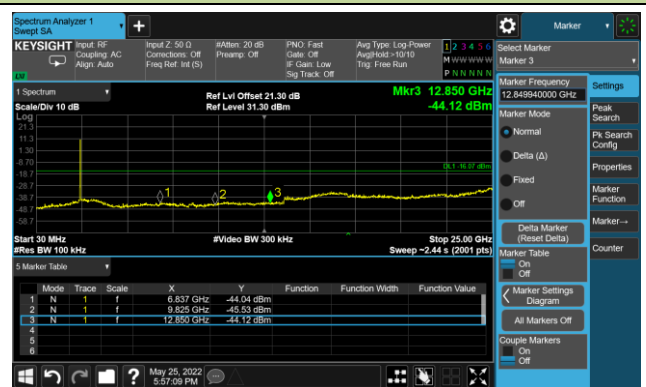 Spectrum Analyzer 1
Swept SA
Marker
KEYSIGHT
Input: RF
Coupling: AC
Align: Auto
Input Z: 50 Ω
Corrections: Off
Freq Ref: Int (S)
#Atten: 20 dB
Preamp: Off
PNO: Fast
Gate: Off
IF Gain: Low
Sig Track: Off
Avg Type: Log-Power
Avg|Hold:>10/10
Trig: Free Run
1 2 3 4 5 6
M W W W W W
P N N N N N
LW
Select Marker
Marker 3
1 Spectrum
Scale/Div 10 dB
Log
Ref Lvl Offset 21.30 dB
Ref Level 31.30 dBm
Mkr3 12.850 GHz
-44.12 dBm
21.3
11.3
1.30
-8.70
-18.7
-28.7
-38.7
-48.7
-58.7
DL1 -16.07 dBm
1
2
3
Start 30 MHz
#Res BW 100 kHz
#Video BW 300 kHz
Stop 25.00 GHz
Sweep ~2.44 s (2001 pts)
5 Marker Table
Mode Trace Scale X Y Function Function Width Function Value
1 N 1 f 6.837 GHz -44.04 dBm
2 N 1 f 9.825 GHz -45.53 dBm
3 N 1 f 12.850 GHz -44.12 dBm
4
5
6
Marker Frequency
12.849940000 GHz
Marker Mode
Normal
Delta (Δ)
Fixed
Off
Delta Marker
(Reset Delta)
Marker Table
On
Off
Marker Settings
Diagram
All Markers Off
Couple Markers
On
Off
Settings
Peak
Search
Pk Search
Config
Properties
Marker
Function
Marker→
Counter
?
May 25, 2022
5:57:09 PM